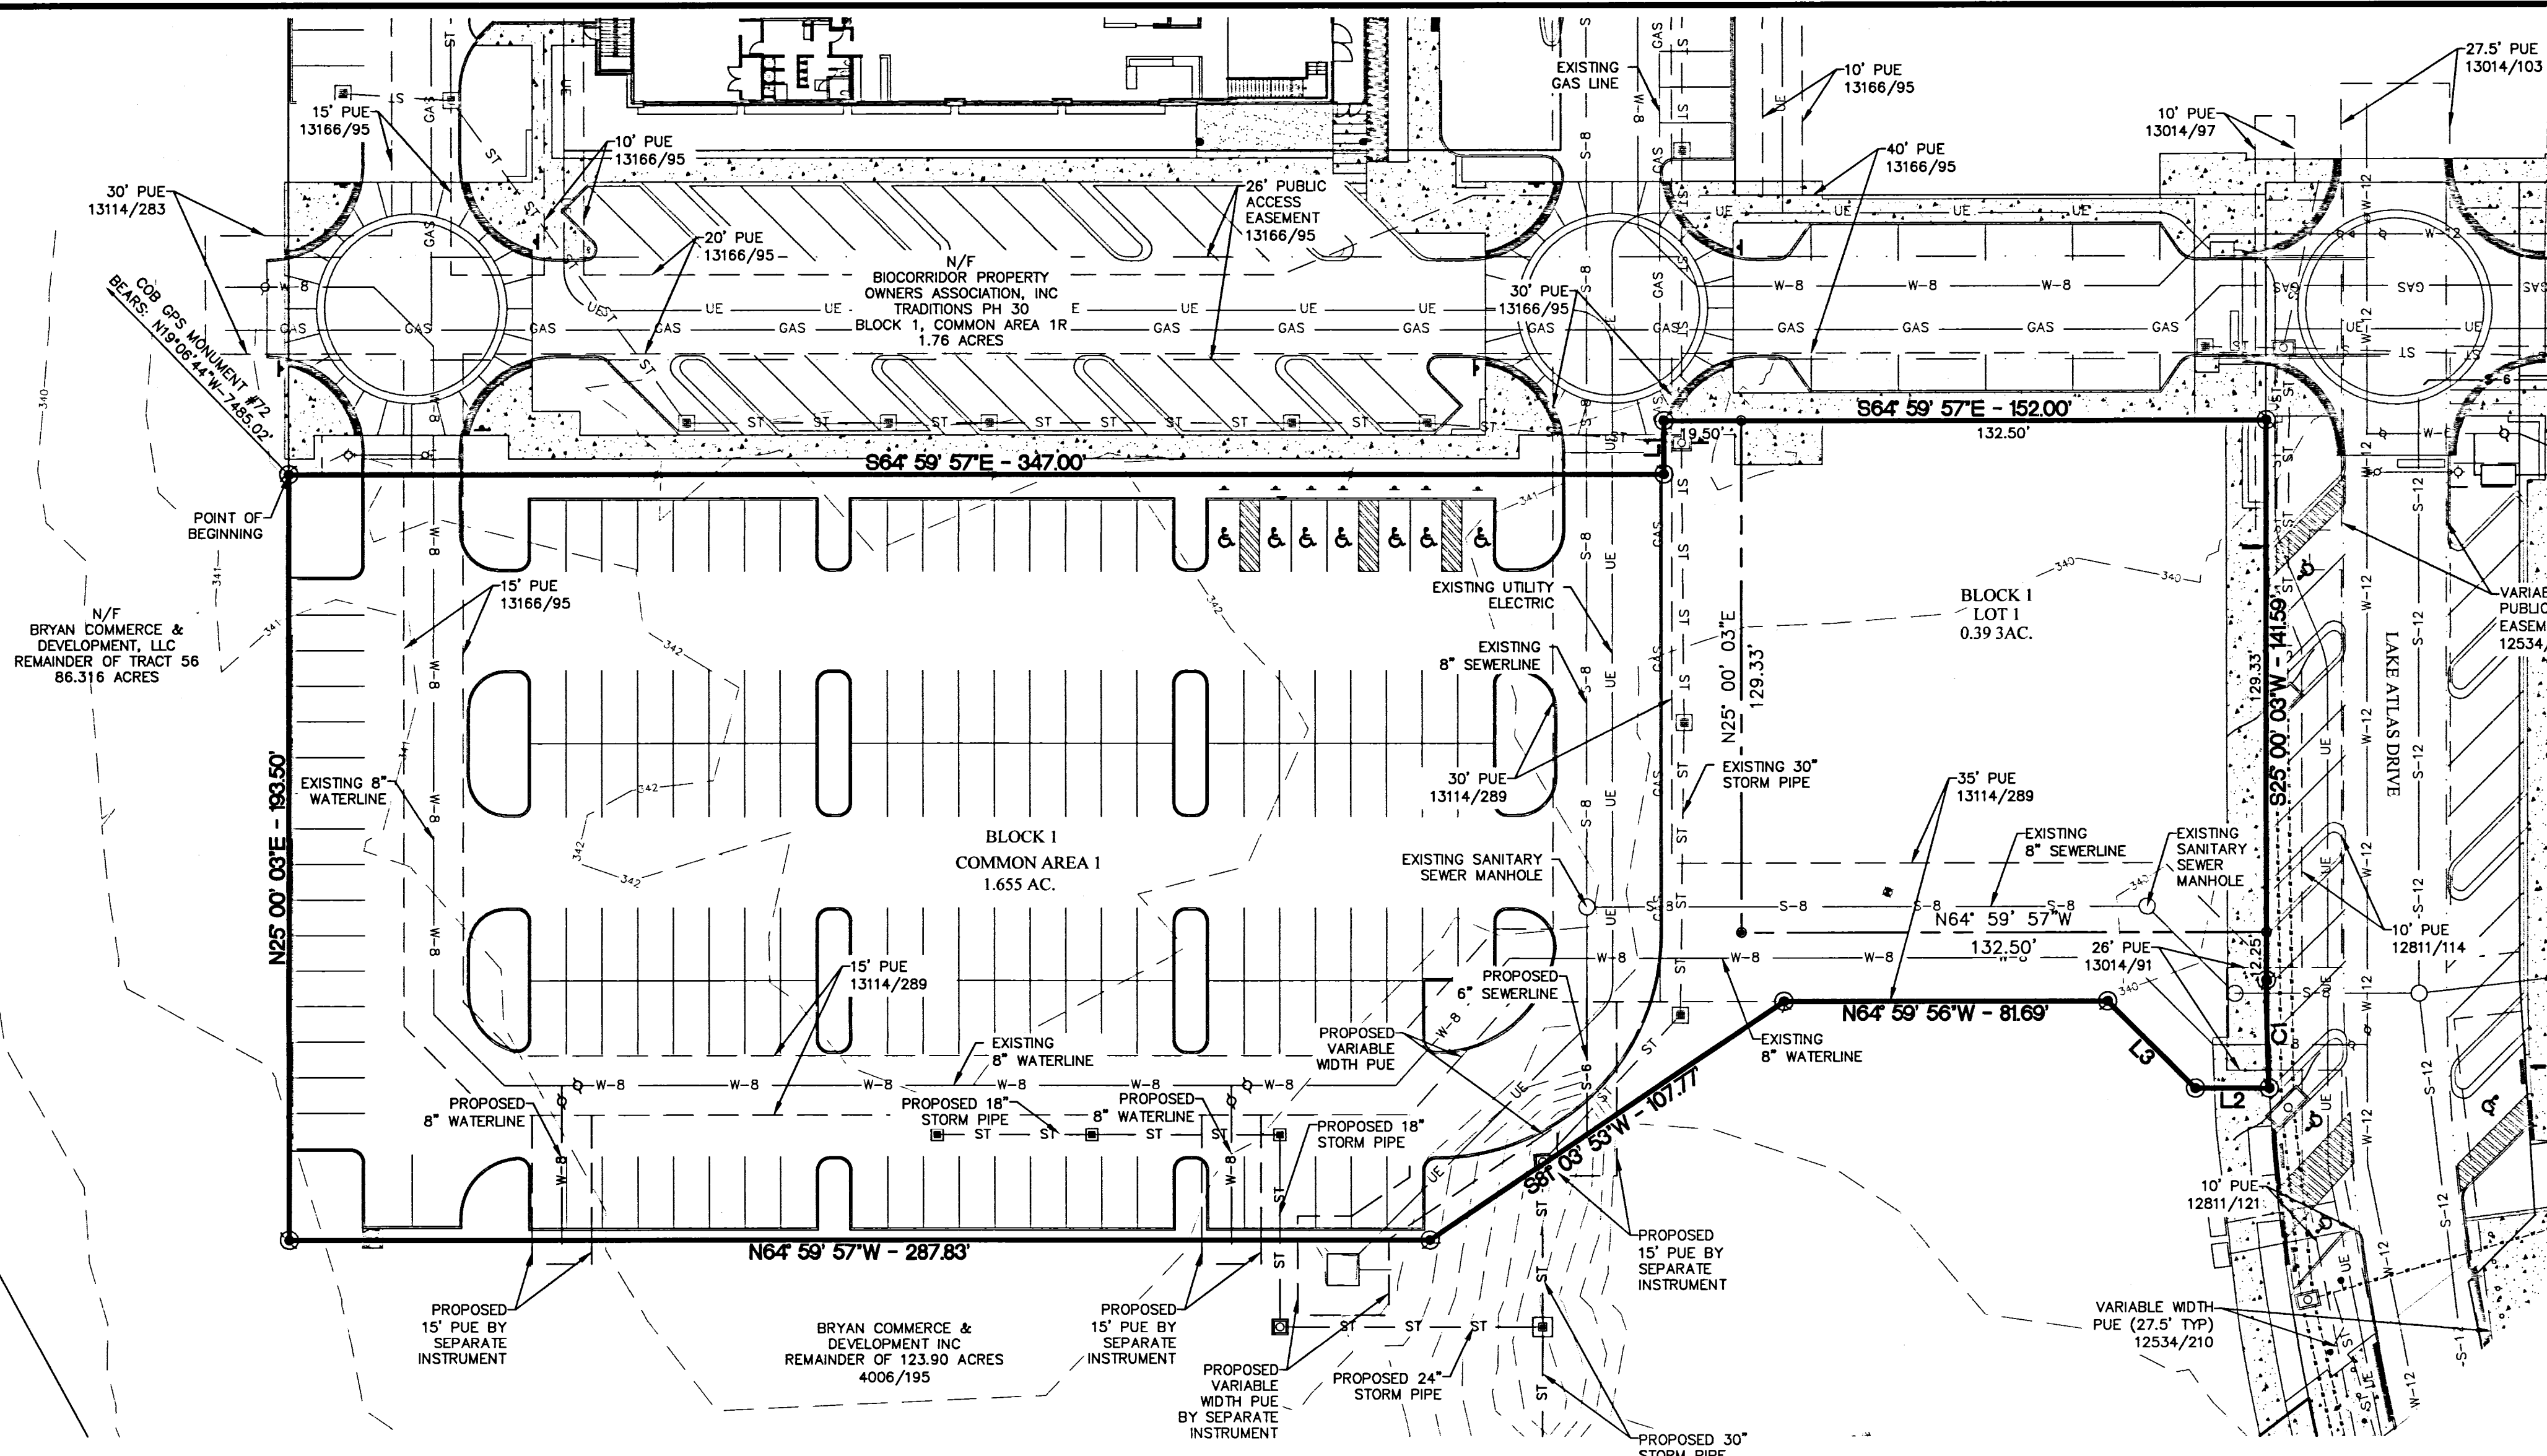 27.5' PUE
13014/103
EXISTING
GAS LINE
10' PUE
13166/95
15' PUE
13166/95
10' PUE
13014/97
10' PUE
13166/95
40' PUE
13166/95
30' PUE
13114/283
26' PUBLIC
ACCESS
EASEMENT
13166/95
20' PUE
13166/95
N/F
BIOCORRIDOR PROPERTY
OWNERS ASSOCIATION, INC
TRADITIONS PH 30
BLOCK 1, COMMON AREA 1R
1.76 ACRES
30' PUE
13166/95
COB GPS MONUMENT #72
BEARS: N19°06'44"W-7485.02'
S64° 59' 57"E - 152.00'
19.50'
132.50'
S64° 59' 57"E - 347.00'
POINT OF
BEGINNING
15' PUE
13166/95
EXISTING UTILITY
ELECTRIC
BLOCK 1
LOT 1
0.39 3AC.
N/F
BRYAN COMMERCE &
DEVELOPMENT, LLC
REMAINDER OF TRACT 56
86.316 ACRES
EXISTING
8" SEWERLINE
N25° 00' 03"E
129.33'
129.33'
S25° 00' 03"W - 141.59'
LAKE ATLAS DRIVE
N25° 00' 03"E - 193.50'
EXISTING 8"
WATERLINE
30' PUE
13114/289
EXISTING 30"
STORM PIPE
35' PUE
13114/289
BLOCK 1
COMMON AREA 1
1.655 AC.
EXISTING SANITARY
SEWER MANHOLE
EXISTING
8" SEWERLINE
EXISTING
SANITARY
SEWER
MANHOLE
N64° 59' 57"W
132.50'
10' PUE
12811/114
26' PUE
13014/91
12.25'
15' PUE
13114/289
PROPOSED
6" SEWERLINE
N64° 59' 56"W - 81.69'
C1
L3
L2
EXISTING
8" WATERLINE
PROPOSED
VARIABLE
WIDTH PUE
EXISTING
8" WATERLINE
PROPOSED
8" WATERLINE
PROPOSED 18"
STORM PIPE
PROPOSED
8" WATERLINE
PROPOSED 18"
STORM PIPE
S81° 03' 53"W - 107.77'
10' PUE
12811/121
N64° 59' 57"W - 287.83'
PROPOSED
15' PUE BY
SEPARATE
INSTRUMENT
PROPOSED
15' PUE BY
SEPARATE
INSTRUMENT
BRYAN COMMERCE &
DEVELOPMENT INC
REMAINDER OF 123.90 ACRES
4006/195
PROPOSED
15' PUE BY
SEPARATE
INSTRUMENT
PROPOSED
VARIABLE
WIDTH PUE
BY SEPARATE
INSTRUMENT
PROPOSED 24"
STORM PIPE
VARIABLE WIDTH
PUE (27.5' TYP)
12534/210
PROPOSED 30"